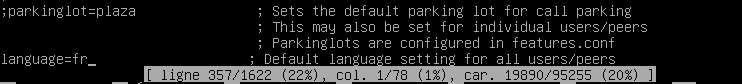 ;parkinglot=plaza ; Sets the default parking lot for call parking
; This may also be set for individual users/peers
; Parkinglots are configured in features.conf
language=fr_ ; Default language setting for all users/peers
[ ligne 357/1622 (22%), col. 1/78 (1%), car. 19890/95255 (20%) ]